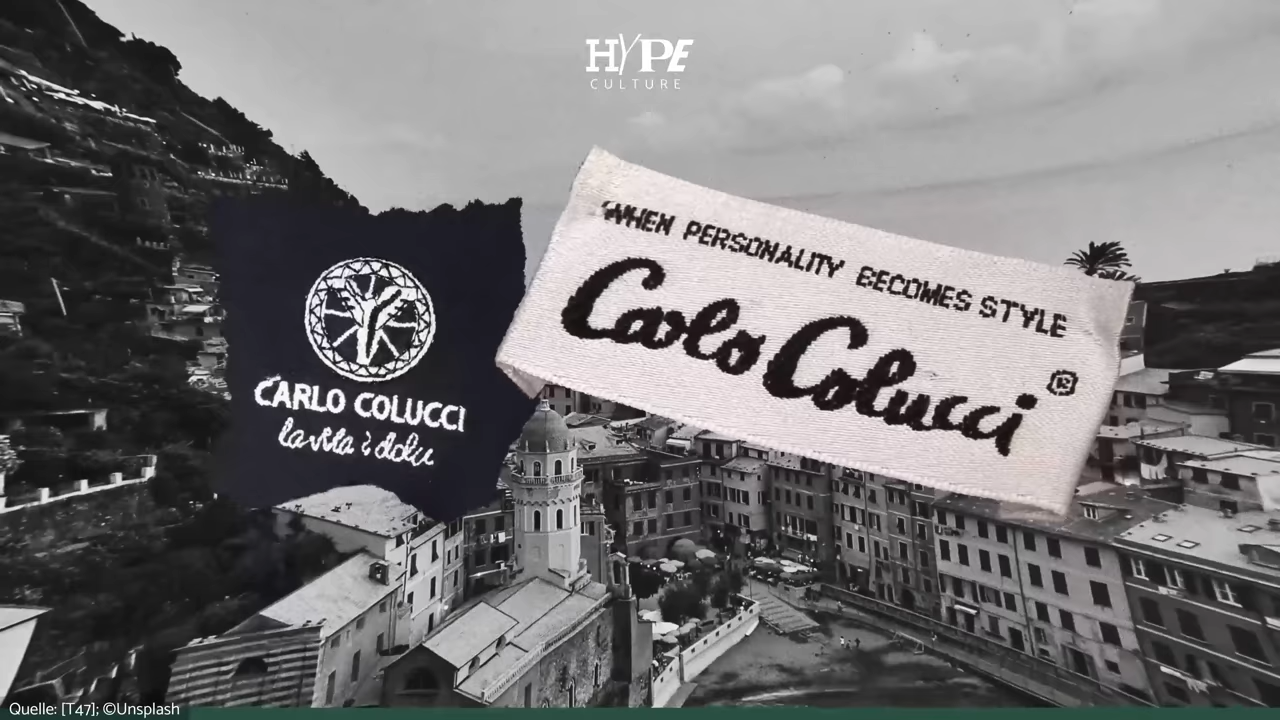 HYPE
CULTURE
CARLO COLUCCI
la vita è dolce
WHEN PERSONALITY BECOMES STYLE
Carlo Colucci ®
Quelle: [T47]; ©Unsplash